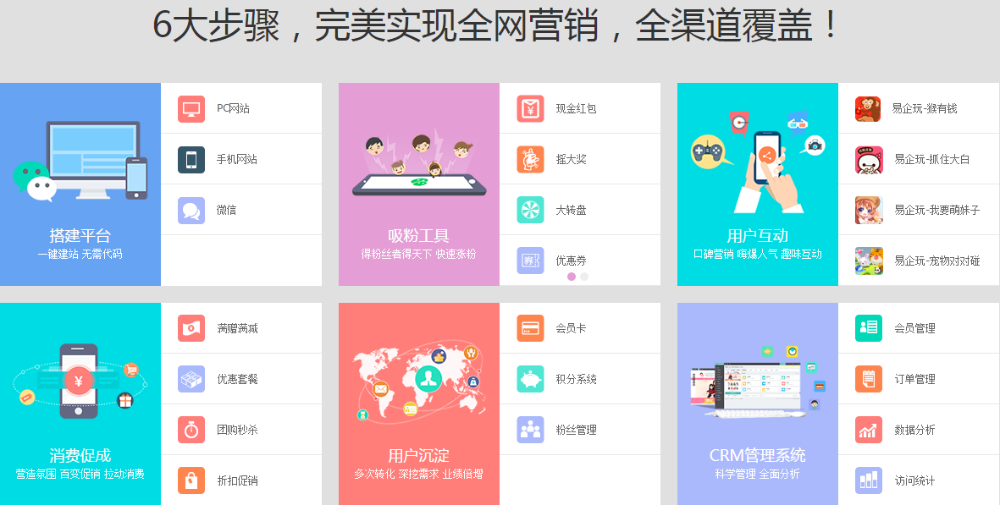 6大步骤，完美实现全网营销，全渠道覆盖！
搭建平台
一键建站 无需代码
PC网站
手机网站
微信
吸粉工具
得粉丝者得天下 快速涨粉
现金红包
摇大奖
大转盘
优惠券
用户互动
口碑营销 嗨爆人气 趣味互动
易企玩-猴有钱
易企玩-抓住大白
易企玩-我要萌妹子
易企玩-宠物对对碰
消费促成
营造氛围 百变促销 拉动消费
满赠满减
优惠套餐
团购秒杀
折扣促销
用户沉淀
多次转化 深挖需求 业绩倍增
会员卡
积分系统
粉丝管理
CRM管理系统
科学管理 全面分析
会员管理
订单管理
数据分析
访问统计